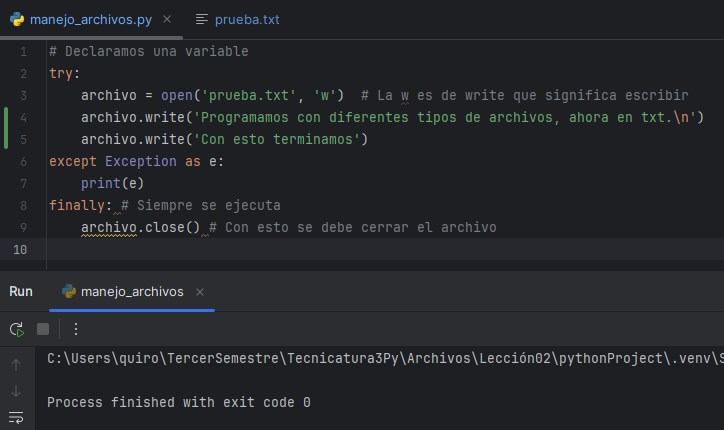 manejo_archivos.py
prueba.txt
1 # Declaramos una variable
2 try:
3     archivo = open('prueba.txt', 'w')  # La w es de write que significa escribir
4     archivo.write('Programamos con diferentes tipos de archivos, ahora en txt.\n')
5     archivo.write('Con esto terminamos')
6 except Exception as e:
7     print(e)
8 finally: # Siempre se ejecuta
9     archivo.close() # Con esto se debe cerrar el archivo
10
Run manejo_archivos
C:\Users\quiro\TercerSemestre\Tecnicatura3Py\Archivos\Lección02\pythonProject\.venv\S
Process finished with exit code 0